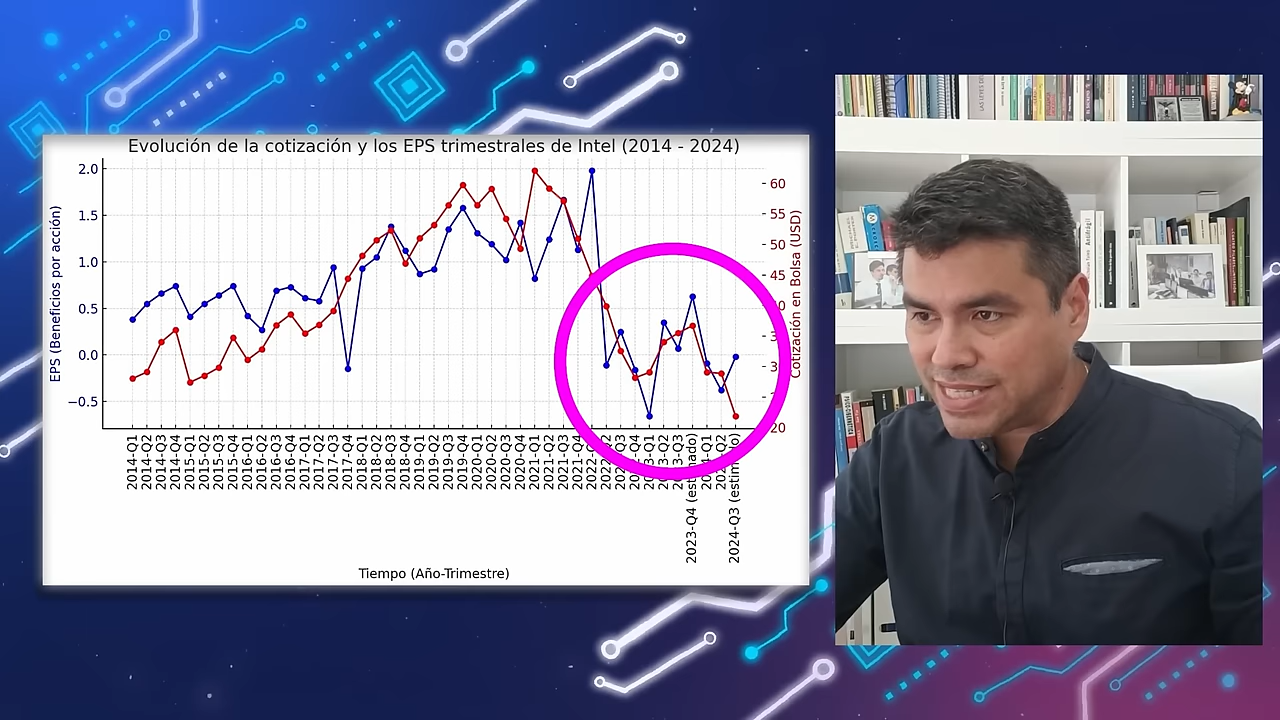 Evolución de la cotización y los EPS trimestrales de Intel (2014 - 2024)
EPS (Beneficios por acción)
2.0
1.5
1.0
0.5
0.0
−0.5
60
55
50
45
20
Cotización en Bolsa (USD)
2014-Q1
2014-Q2
2014-Q3
2014-Q4
2015-Q1
2015-Q2
2015-Q3
2015-Q4
2016-Q1
2016-Q2
2016-Q3
2016-Q4
2017-Q1
2017-Q2
2017-Q3
2017-Q4
2018-Q1
2018-Q2
2018-Q3
2018-Q4
2019-Q1
2019-Q2
2019-Q3
2019-Q4
2020-Q1
2020-Q2
2020-Q3
2020-Q4
2021-Q1
2021-Q2
2021-Q3
2021-Q4
2023-Q4 (estimado)
2024-Q3 (estimado)
Tiempo (Año-Trimestre)
Antifrágil